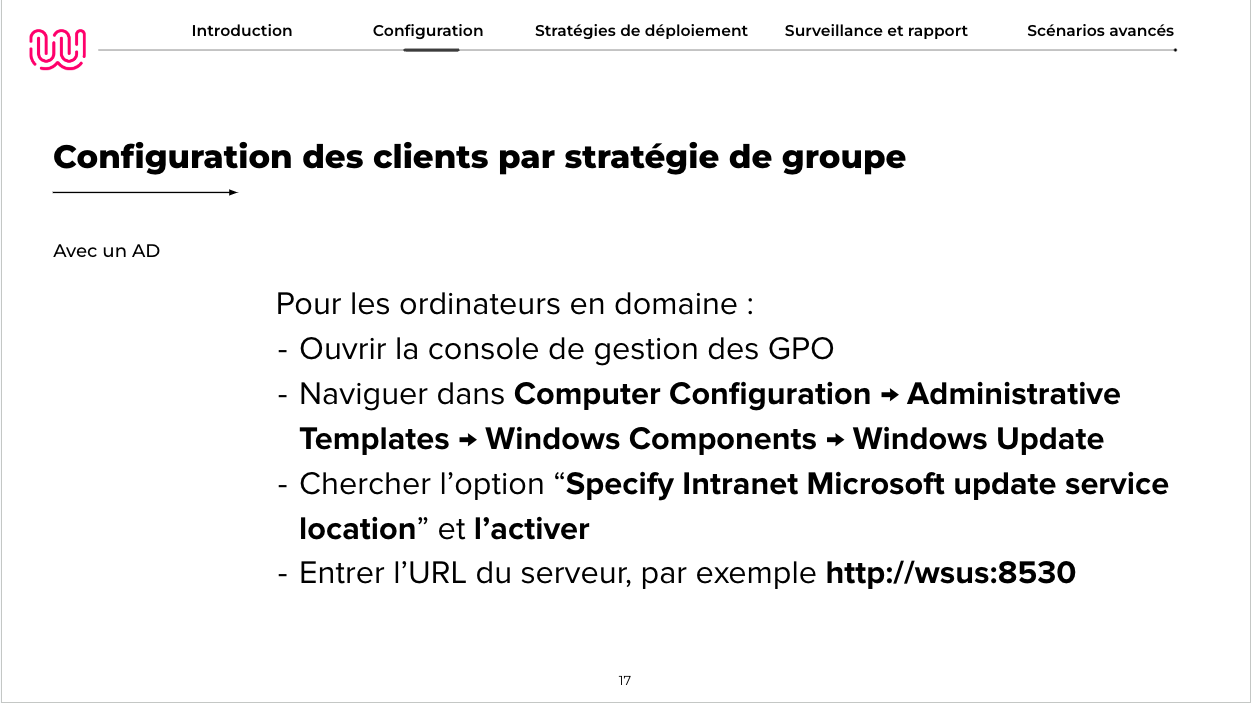 Introduction Configuration Stratégies de déploiement Surveillance et rapport Scénarios avancés
Configuration des clients par stratégie de groupe
Avec un AD
Pour les ordinateurs en domaine :
- Ouvrir la console de gestion des GPO
- Naviguer dans Computer Configuration → Administrative
Templates → Windows Components → Windows Update
- Chercher l’option “Specify Intranet Microsoft update service
location” et l’activer
- Entrer l’URL du serveur, par exemple http://wsus:8530
17